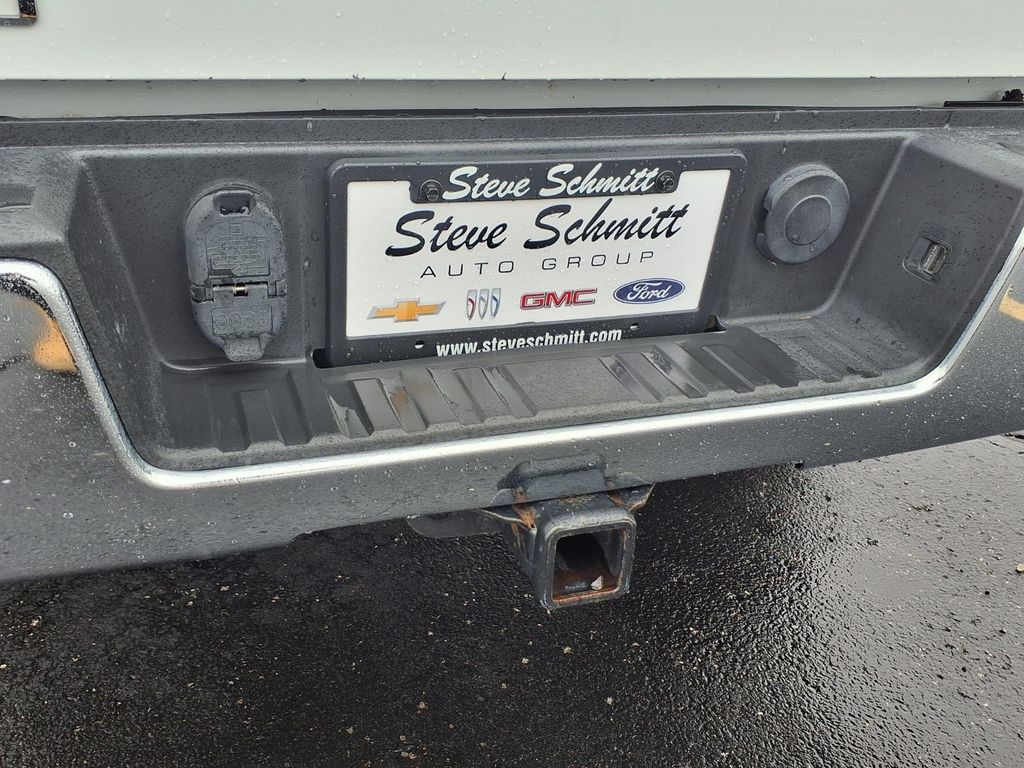 Steve Schmitt
Steve Schmitt
AUTO GROUP
GMC
Ford
www.steveschmitt.com